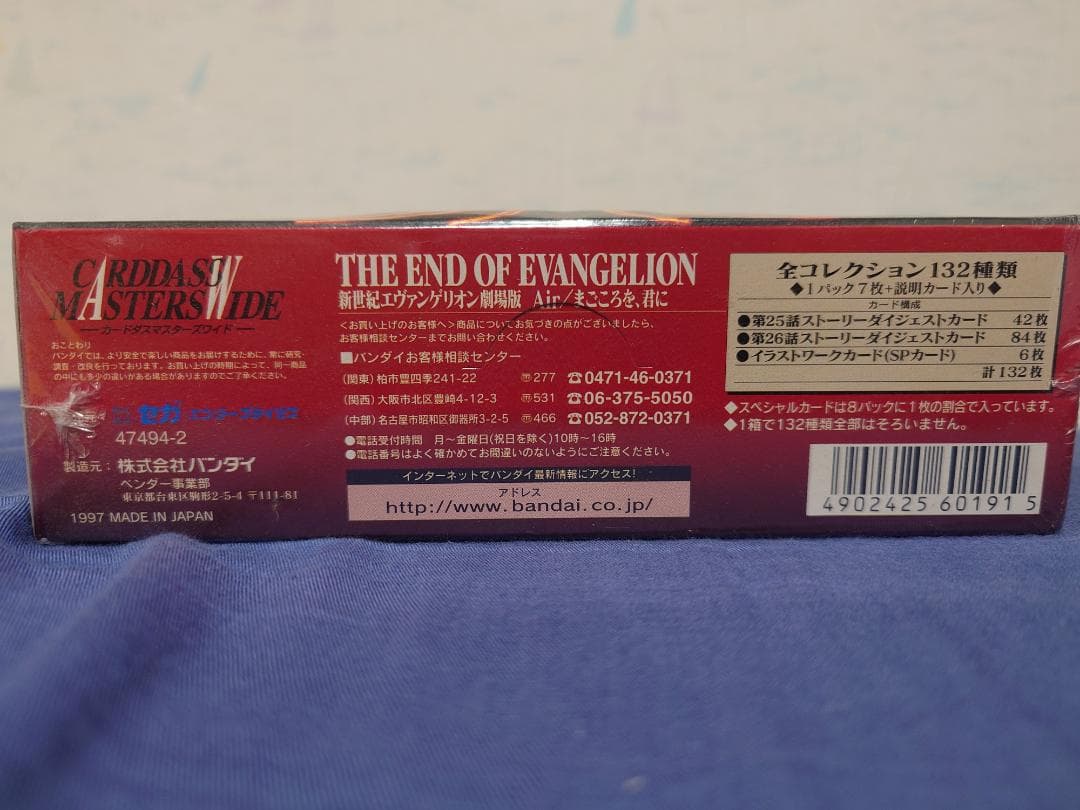 CARDDASS
MASTERS WIDE
カードダスマスターズワイド
おことわり
バンダイでは、より安全で楽しい商品をお届けするために、常に研究・
調査・改良を行っております。お買い上げの時期によって、同一商品
の中にも多少の違いがある場合がありますのでご了承ください。
セガ エンタープライゼス
47494-2
製造元:株式会社バンダイ
ベンダー事業部
東京都台東区駒形2-5-4 〒111-81
1997 MADE IN JAPAN
THE END OF EVANGELION
新世紀エヴァンゲリオン劇場版 Air/まごころを、君に
<お買い上げのお客様へ>商品についてお気づきの点がございましたら、
お客様相談センターまでお問い合わせください。
■バンダイお客様相談センター
(関東)柏市豊四季241-22 〠277 ☎0471-46-0371
(関西)大阪市北区豊崎4-12-3 〠531 ☎06-375-5050
(中部)名古屋市昭和区御器所3-2-5 〠466 ☎052-872-0371
●電話受付時間 月〜金曜日(祝日を除く)10時〜16時
●電話番号はよく確かめてお間違いのないようにご注意ください。
インターネットでバンダイ最新情報にアクセス!
アドレス
http://www.bandai.co.jp/
全コレクション132種類
◆1パック7枚+説明カード入り◆
カード構成
●第25話ストーリーダイジェストカード 42枚
●第26話ストーリーダイジェストカード 84枚
●イラストワークカード(SPカード) 6枚
計132枚
◆スペシャルカードは8パックに1枚の割合で入っています。
◆1箱で132種類全部はそろいません。
4902425601915